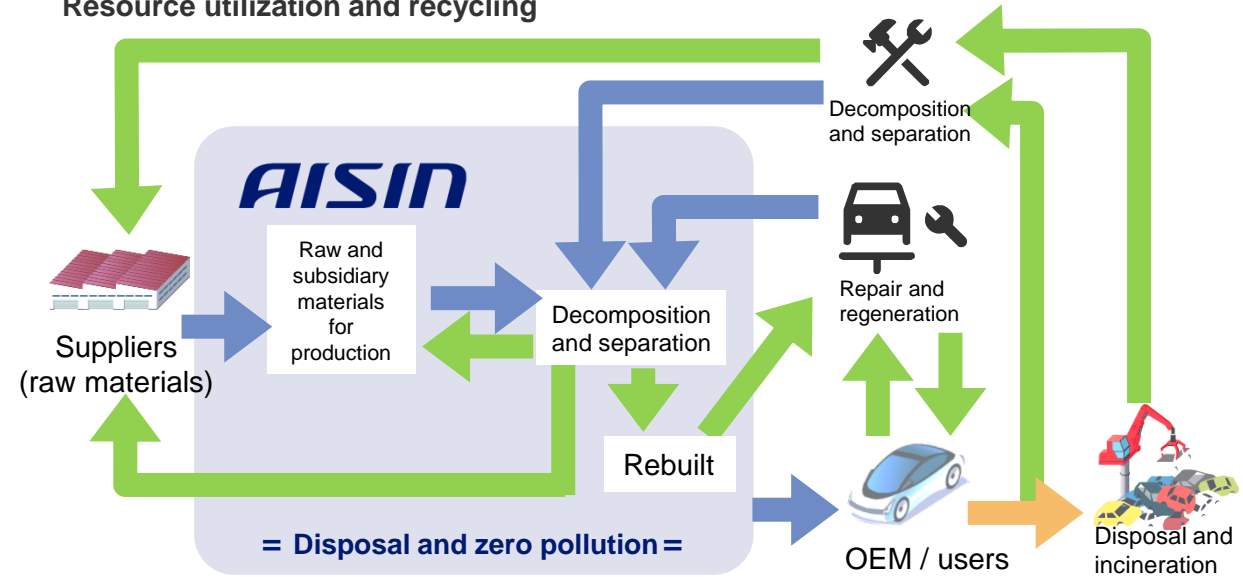 Resource utilization and recycling
Decomposition
and separation
AISIN
Raw and
subsidiary
materials
for
production
Repair and
regeneration
Decomposition
and separation
Suppliers
(raw materials)
Rebuilt
= Disposal and zero pollution =
OEM / users
Disposal and
incineration